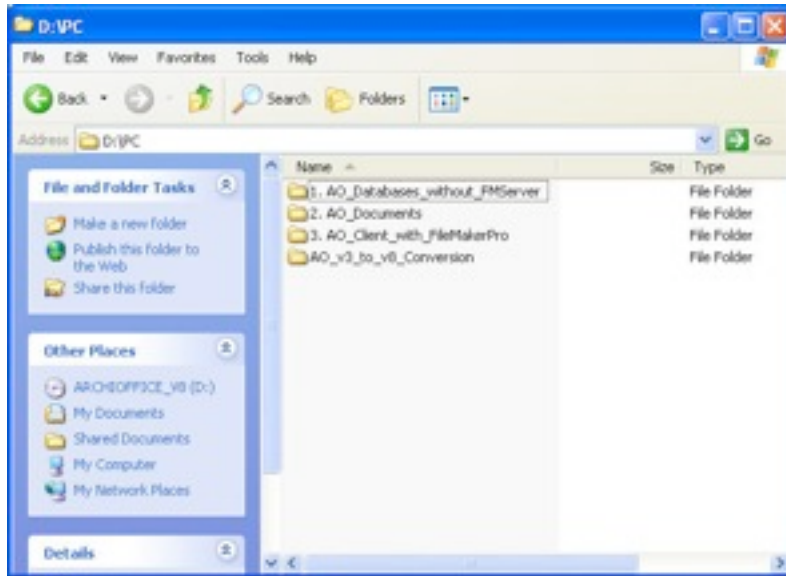 D:\PC
File Edit View Favorites Tools Help
Back Search Folders
Address D:\PC Go
Name Size Type
File and Folder Tasks
Make a new folder
Publish this folder to
the Web
Share this folder
Other Places
ARCHIOFFICE_V8 (D:)
My Documents
Shared Documents
My Computer
My Network Places
Details
1. AO_Databases_without_FMServer File Folder
2. AO_Documents File Folder
3. AO_Client_with_FileMakerPro File Folder
AO_v3_to_v8_Conversion File Folder